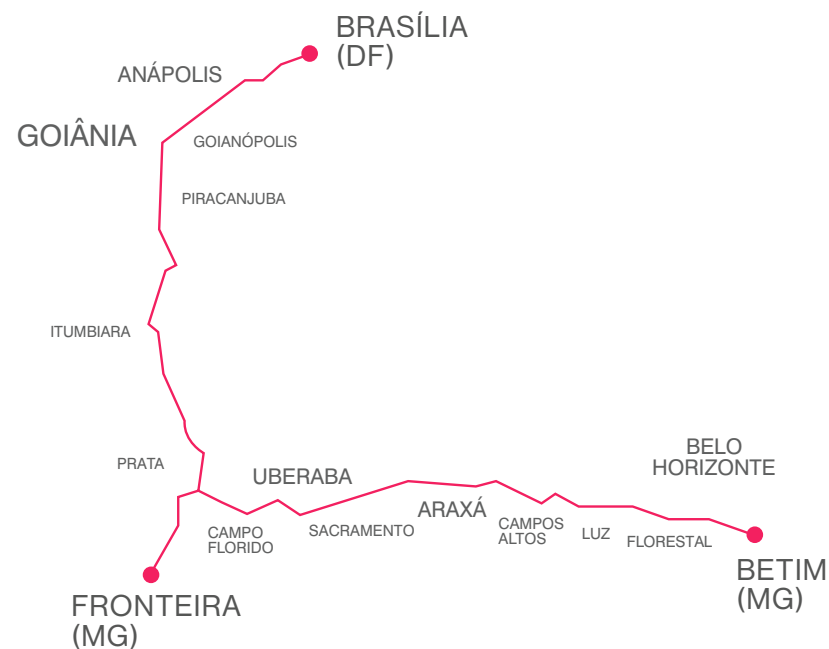 BRASÍLIA
(DF)
ANÁPOLIS
GOIÂNIA
GOIANÓPOLIS
PIRACANJUBA
ITUMBIARA
PRATA
UBERABA
BELO
HORIZONTE
CAMPO
FLORIDO
SACRAMENTO
ARAXÁ
CAMPOS
ALTOS
LUZ
FLORESTAL
BETIM
(MG)
FRONTEIRA
(MG)